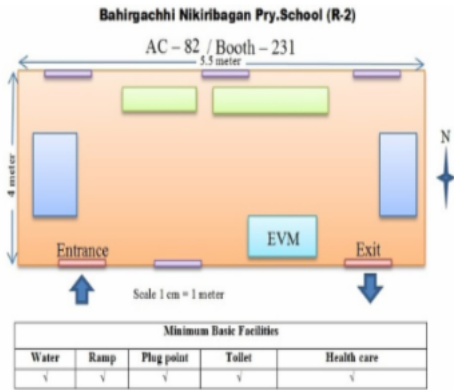 Bahirgachhi Nikiribagan Pry.School (R-2)
AC – 82 / Booth – 231
5.5 meter
4 meter
N
EVM
Entrance
Exit
Scale 1 cm = 1 meter
Minimum Basic Facilities
Water Ramp Plug point Toilet Health care
√ √ √ √ √